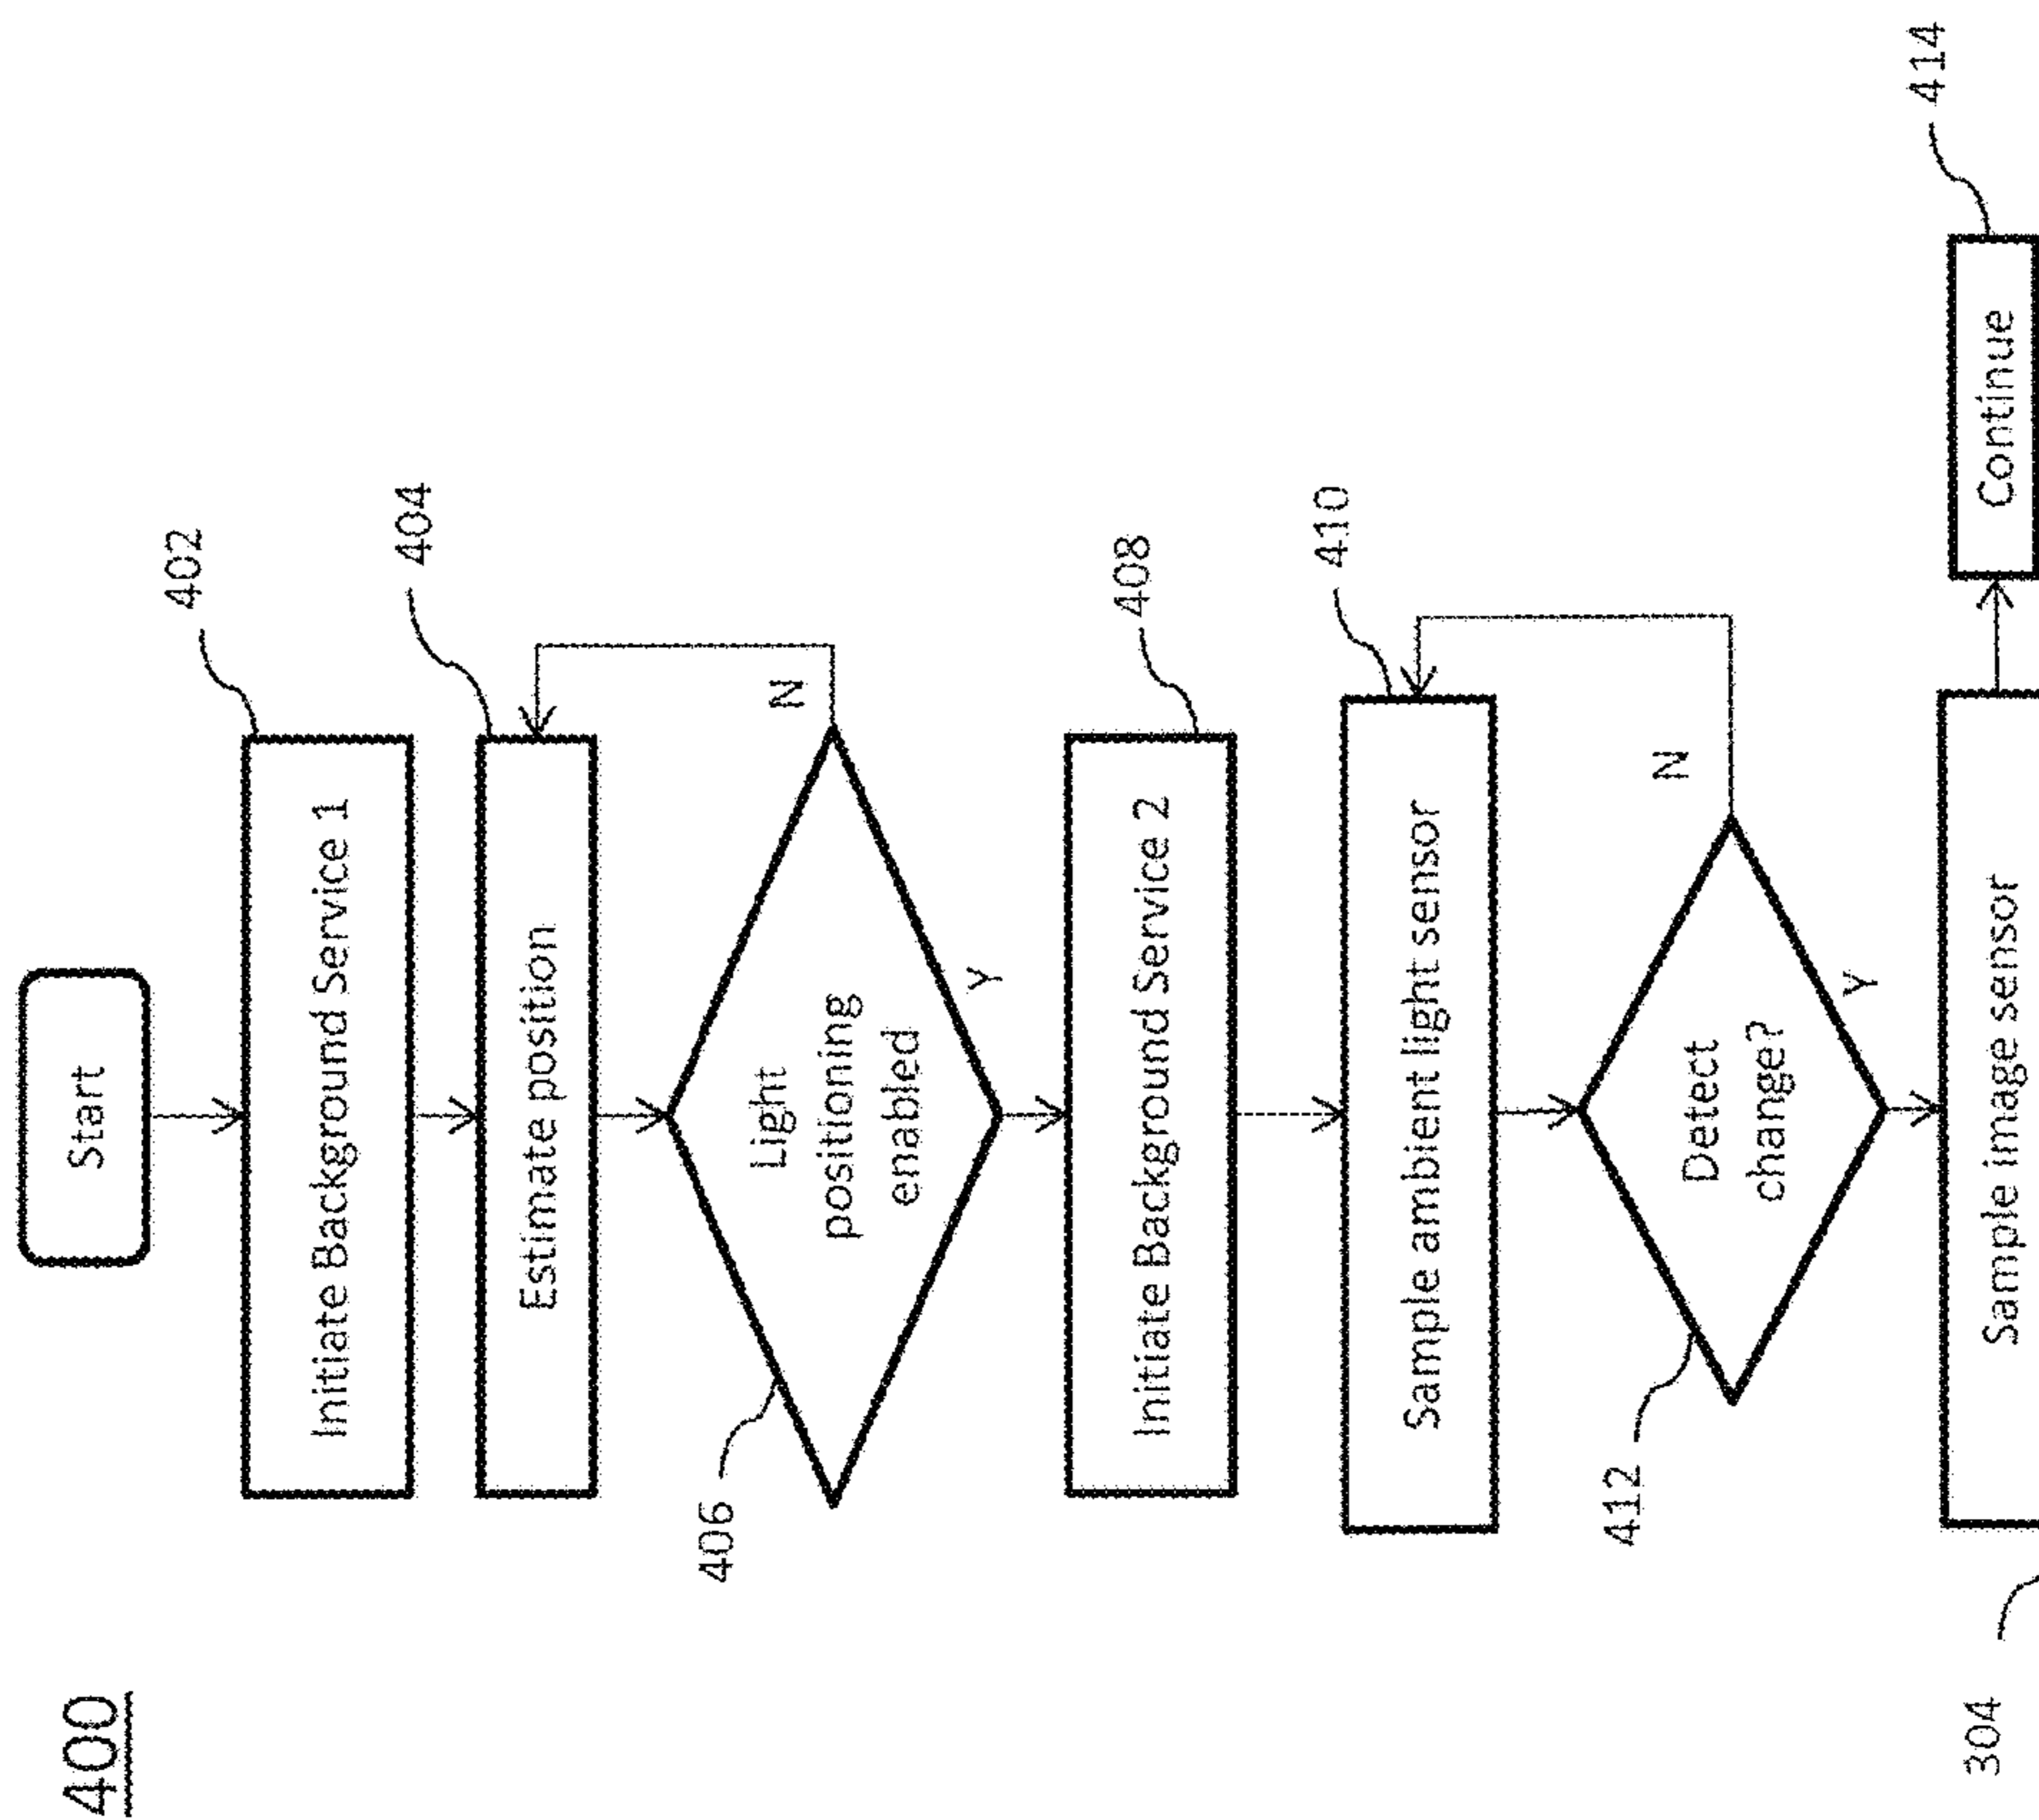 400
Start
402
Initiate Background Service 1
404
Estimate position
406
Light
positioning
enabled
N
Y
408
Initiate Background Service 2
410
Sample ambient light sensor
412
Detect
change?
N
Y
304
Sample image sensor
414
Continue